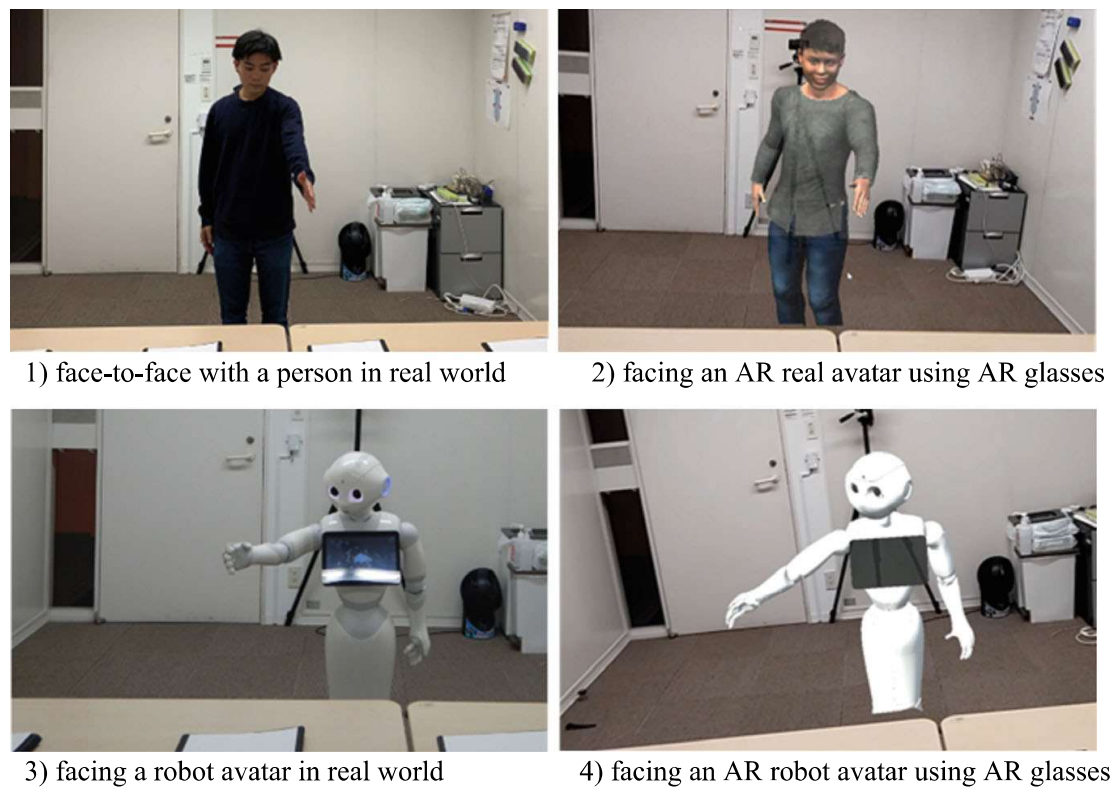 1) face-to-face with a person in real world
2) facing an AR real avatar using AR glasses
3) facing a robot avatar in real world
4) facing an AR robot avatar using AR glasses